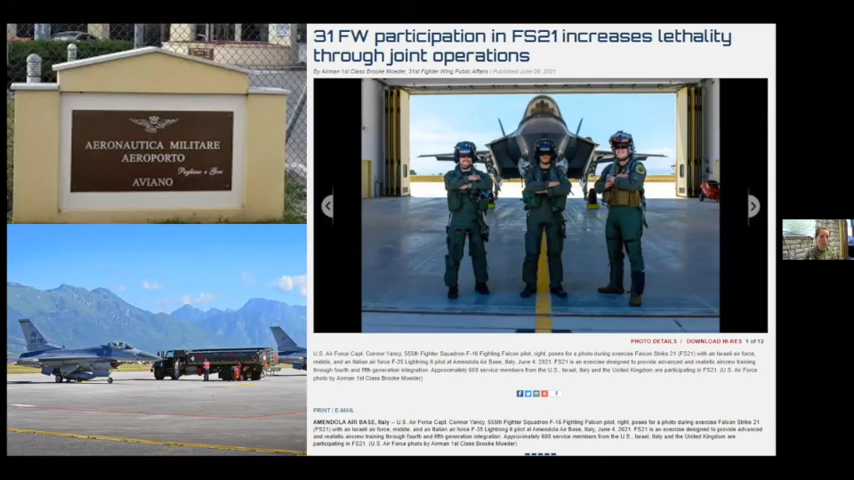 AERONAUTICA MILITARE
AEROPORTO
Pagliano e Gori
AVIANO
31 FW participation in FS21 increases lethality
through joint operations
By Airman 1st Class Brooke Moeder, 31st Fighter Wing Public Affairs / Published June 09, 2021
PHOTO DETAILS / DOWNLOAD HI-RES 1 of 12
U.S. Air Force Capt. Connor Yancy, 555th Fighter Squadron F-16 Fighting Falcon pilot, right, poses for a photo during exercise Falcon Strike 21 (FS21) with an Israeli air force,
middle, and an Italian air force F-35 Lightning II pilot at Amendola Air Base, Italy, June 4, 2021. FS21 is an exercise designed to provide advanced and realistic aircrew training
through fourth and fifth generation integration. Approximately 600 service members from the U.S., Israel, Italy and the United Kingdom are participating in FS21. (U.S. Air Force
photo by Airman 1st Class Brooke Moeder)
0
PRINT | E-MAIL
AMENDOLA AIR BASE, Italy -- U.S. Air Force Capt. Connor Yancy, 555th Fighter Squadron F-16 Fighting Falcon pilot, right, poses for a photo during exercise Falcon Strike 21
(FS21) with an Israeli air force, middle, and an Italian air force F-35 Lightning II pilot at Amendola Air Base, Italy, June 4, 2021. FS21 is an exercise designed to provide advanced
and realistic aircrew training through fourth and fifth generation integration. Approximately 600 service members from the U.S., Israel, Italy and the United Kingdom are
participating in FS21. (U.S. Air Force photo by Airman 1st Class Brooke Moeder)